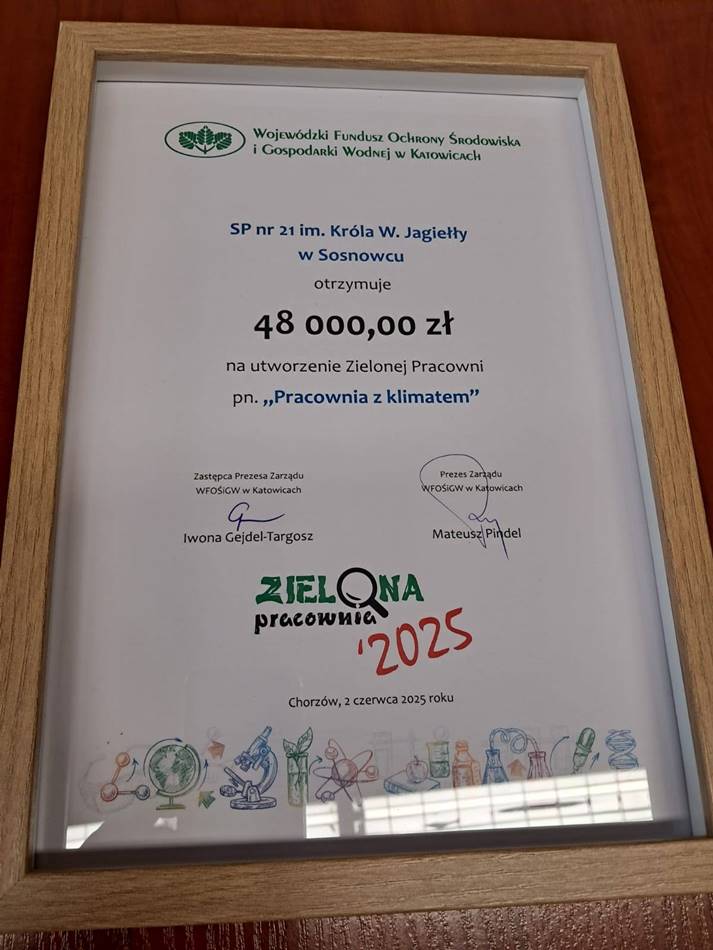 Wojewódzki Fundusz Ochrony Środowiska
i Gospodarki Wodnej w Katowicach
SP nr 21 im. Króla W. Jagiełły
w Sosnowcu
otrzymuje
48 000,00 zł
na utworzenie Zielonej Pracowni
pn. „Pracownia z klimatem”
Zastępca Prezesa Zarządu
WFOŚiGW w Katowicach
Iwona Gejdel-Targosz
Prezes Zarządu
WFOŚiGW w Katowicach
Mateusz Pindel
ZIELONA
pracownia
'2025
Chorzów, 2 czerwca 2025 roku